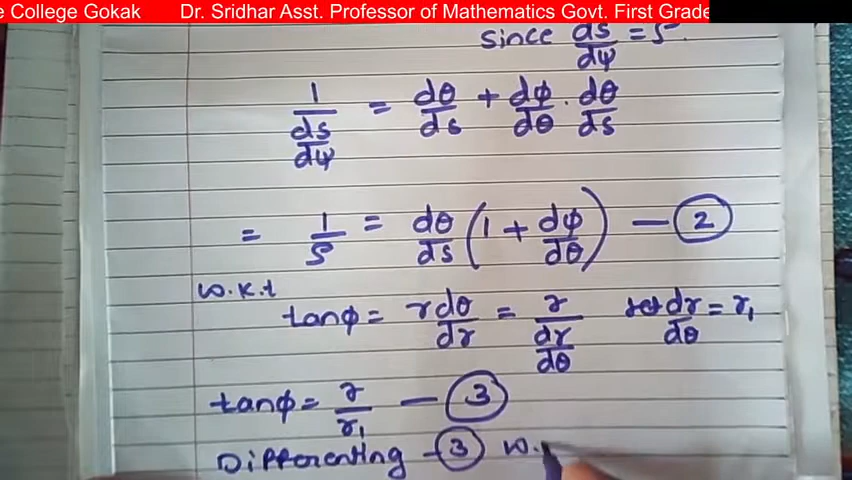 e College Gokak Dr. Sridhar Asst. Professor of Mathematics Govt. First Grade
since ds/dψ = ρ.
1/(ds/dψ) = dθ/ds + dφ/dθ . dθ/ds
= 1/ρ = dθ/ds (1 + dφ/dθ) — 2
W.K.t
tanφ = r dθ/dr = r/(dr/dθ) dr/dθ = r₁
tanφ = r/r₁ — 3
Differenting - 3 w.